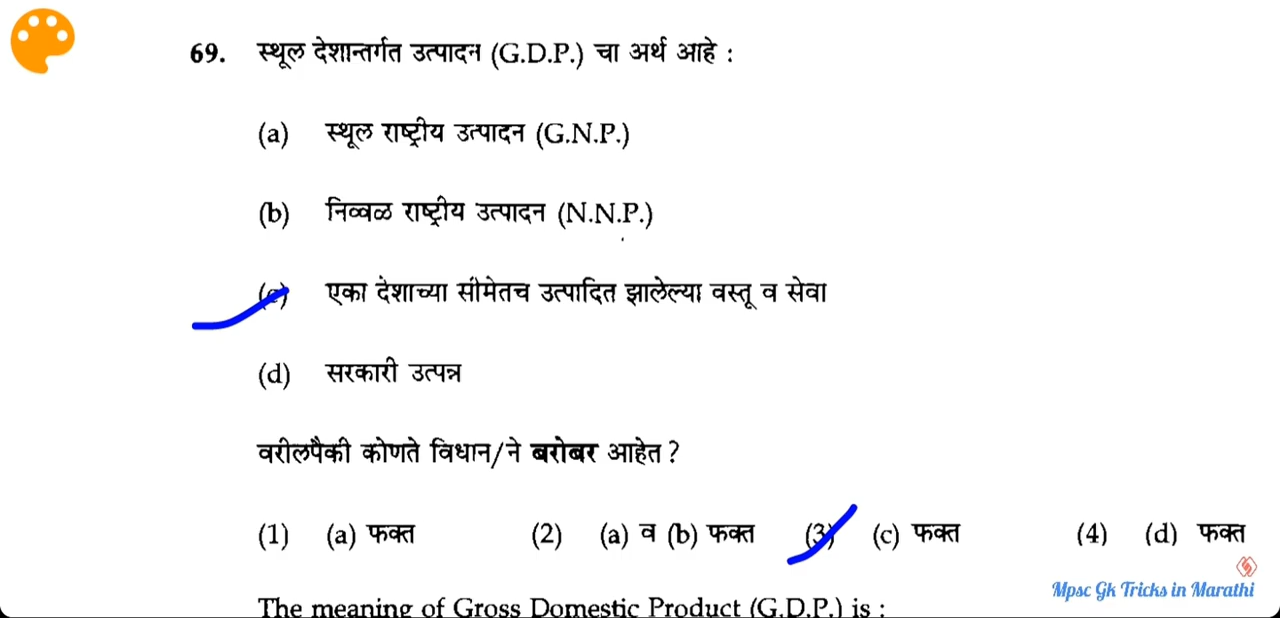 69. स्थूल देशान्तर्गत उत्पादन (G.D.P.) चा अर्थ आहे :
(a) स्थूल राष्ट्रीय उत्पादन (G.N.P.)
(b) निव्वळ राष्ट्रीय उत्पादन (N.N.P.)
(c) एका देशाच्या सीमेतच उत्पादित झालेल्या वस्तू व सेवा
(d) सरकारी उत्पन्न
वरीलपैकी कोणते विधान/ने बरोबर आहेत ?
(1) (a) फक्त (2) (a) व (b) फक्त (3) (c) फक्त (4) (d) फक्त
Mpsc Gk Tricks in Marathi
The meaning of Gross Domestic Product (G.D.P.) is :